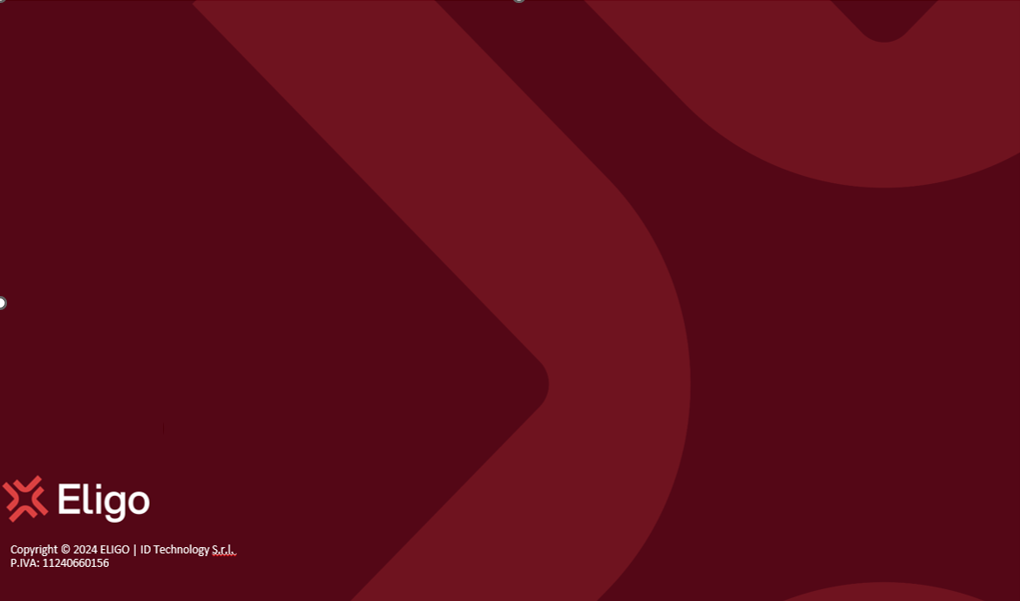 Eligo
Copyright © 2024 ELIGO | ID Technology S.r.l.
P.IVA: 11240660156